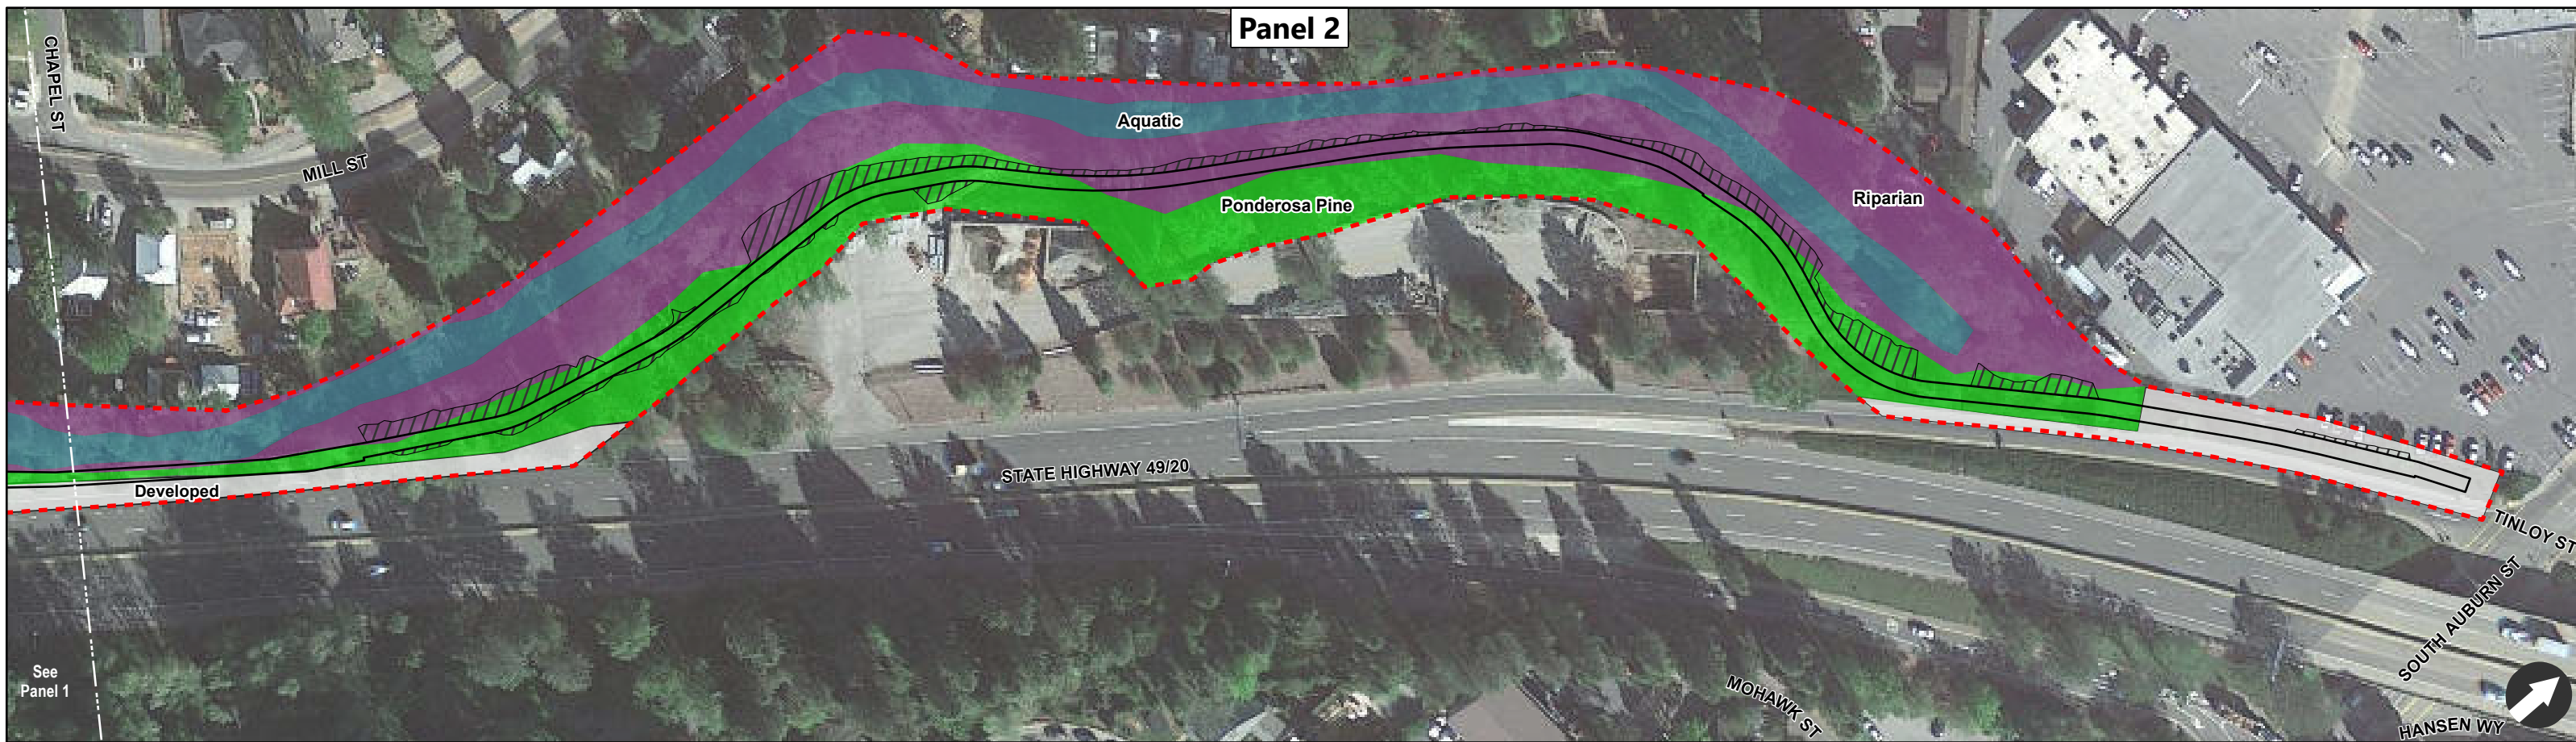 Panel 2
CHAPEL ST
MILL ST
Aquatic
Riparian
Ponderosa Pine
STATE HIGHWAY 49/20
Developed
TINLOY ST
SOUTH AUBURN ST
See
Panel 1
MOHAWK ST
HANSEN WY